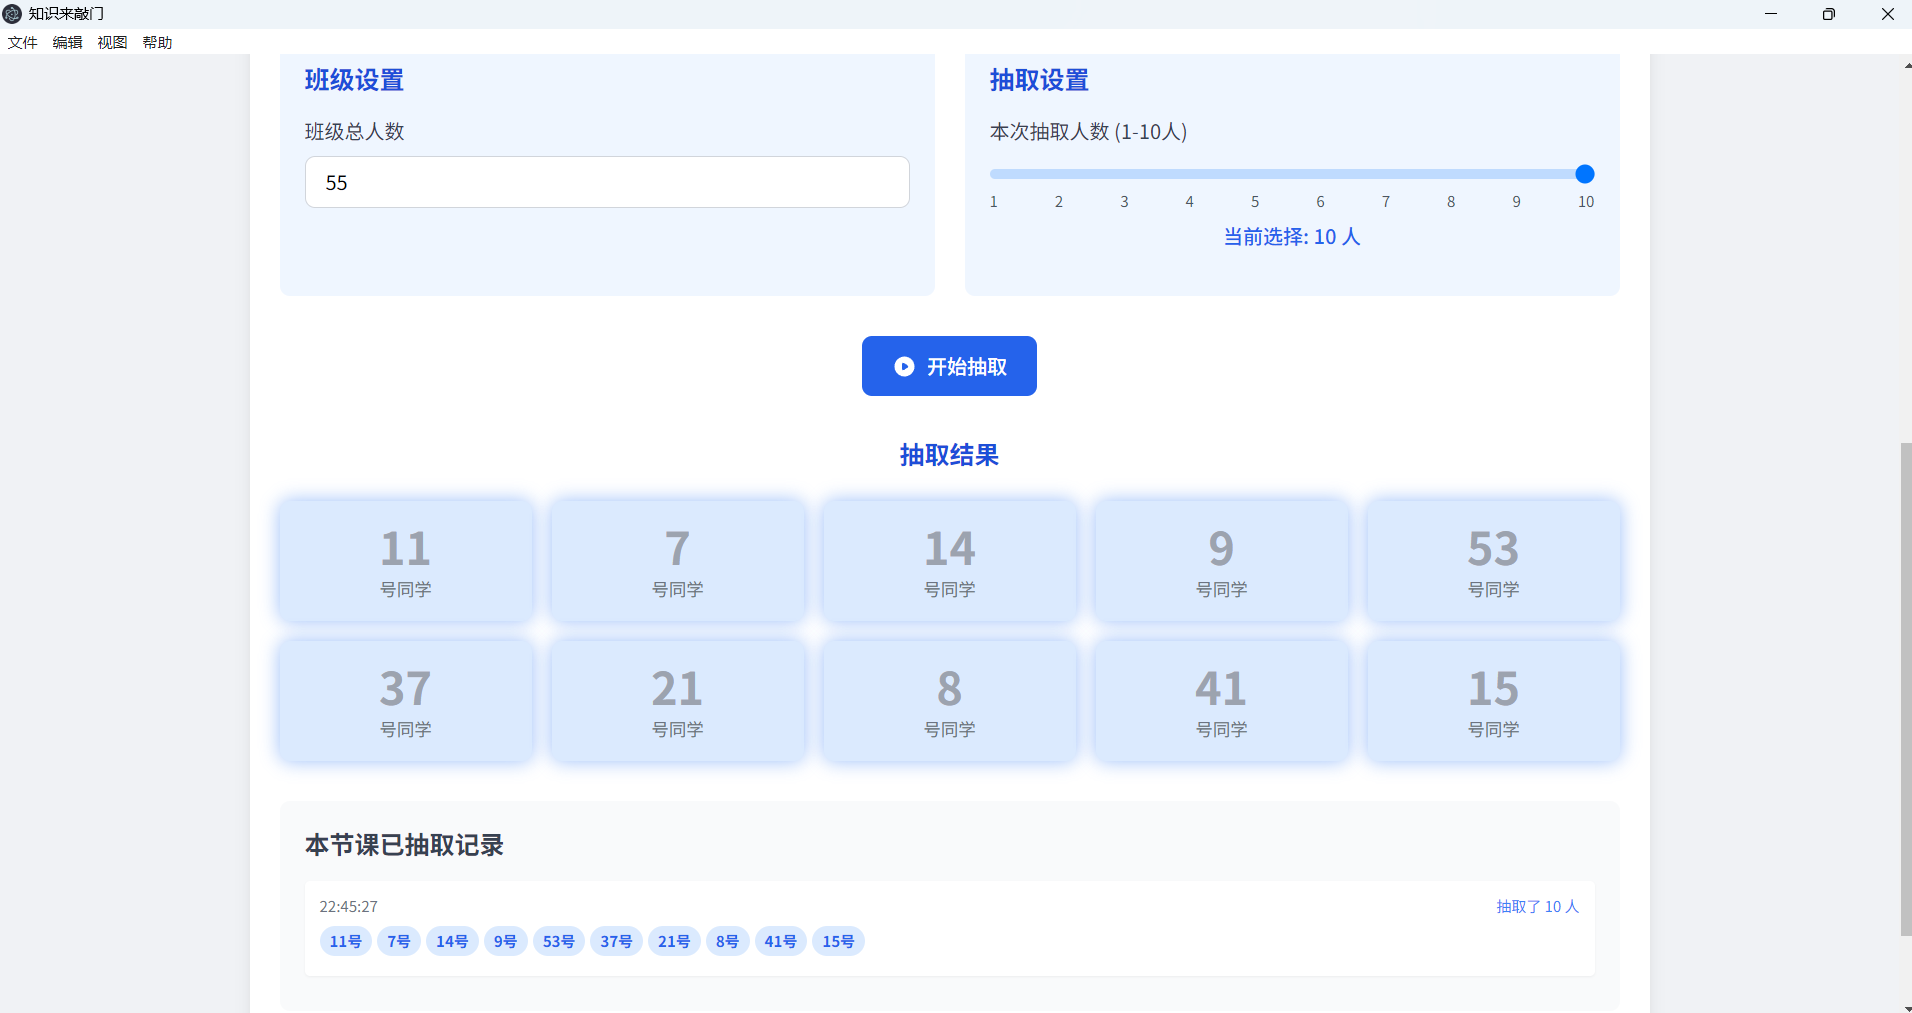 知识来敲门
文件 编辑 视图 帮助
班级设置
班级总人数
55
抽取设置
本次抽取人数 (1-10人)
1 2 3 4 5 6 7 8 9 10
当前选择: 10 人
开始抽取
抽取结果
11 7 14 9 53
号同学 号同学 号同学 号同学 号同学
37 21 8 41 15
号同学 号同学 号同学 号同学 号同学
本节课已抽取记录
22:45:27 抽取了 10 人
11号 7号 14号 9号 53号 37号 21号 8号 41号 15号